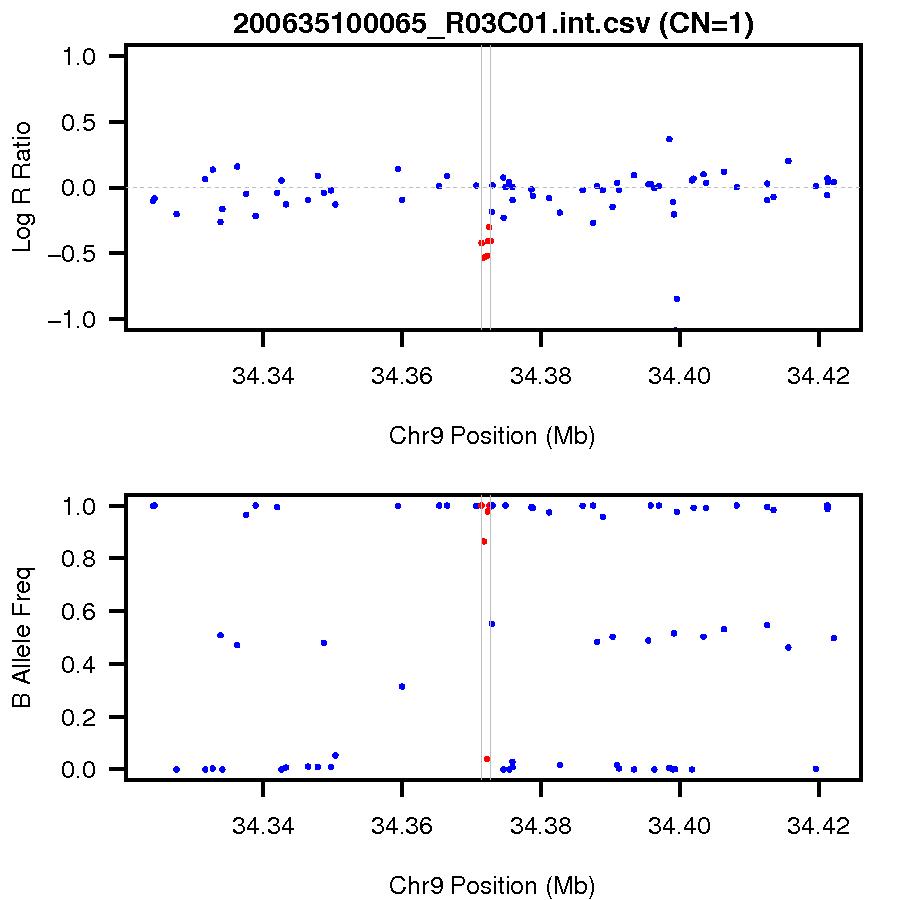 200635100065_R03C01.int.csv (CN=1)
1.0
0.5
0.0
−0.5
−1.0
Log R Ratio
34.34 34.36 34.38 34.40 34.42
Chr9 Position (Mb)
1.0
0.8
0.6
0.4
0.2
0.0
B Allele Freq
34.34 34.36 34.38 34.40 34.42
Chr9 Position (Mb)